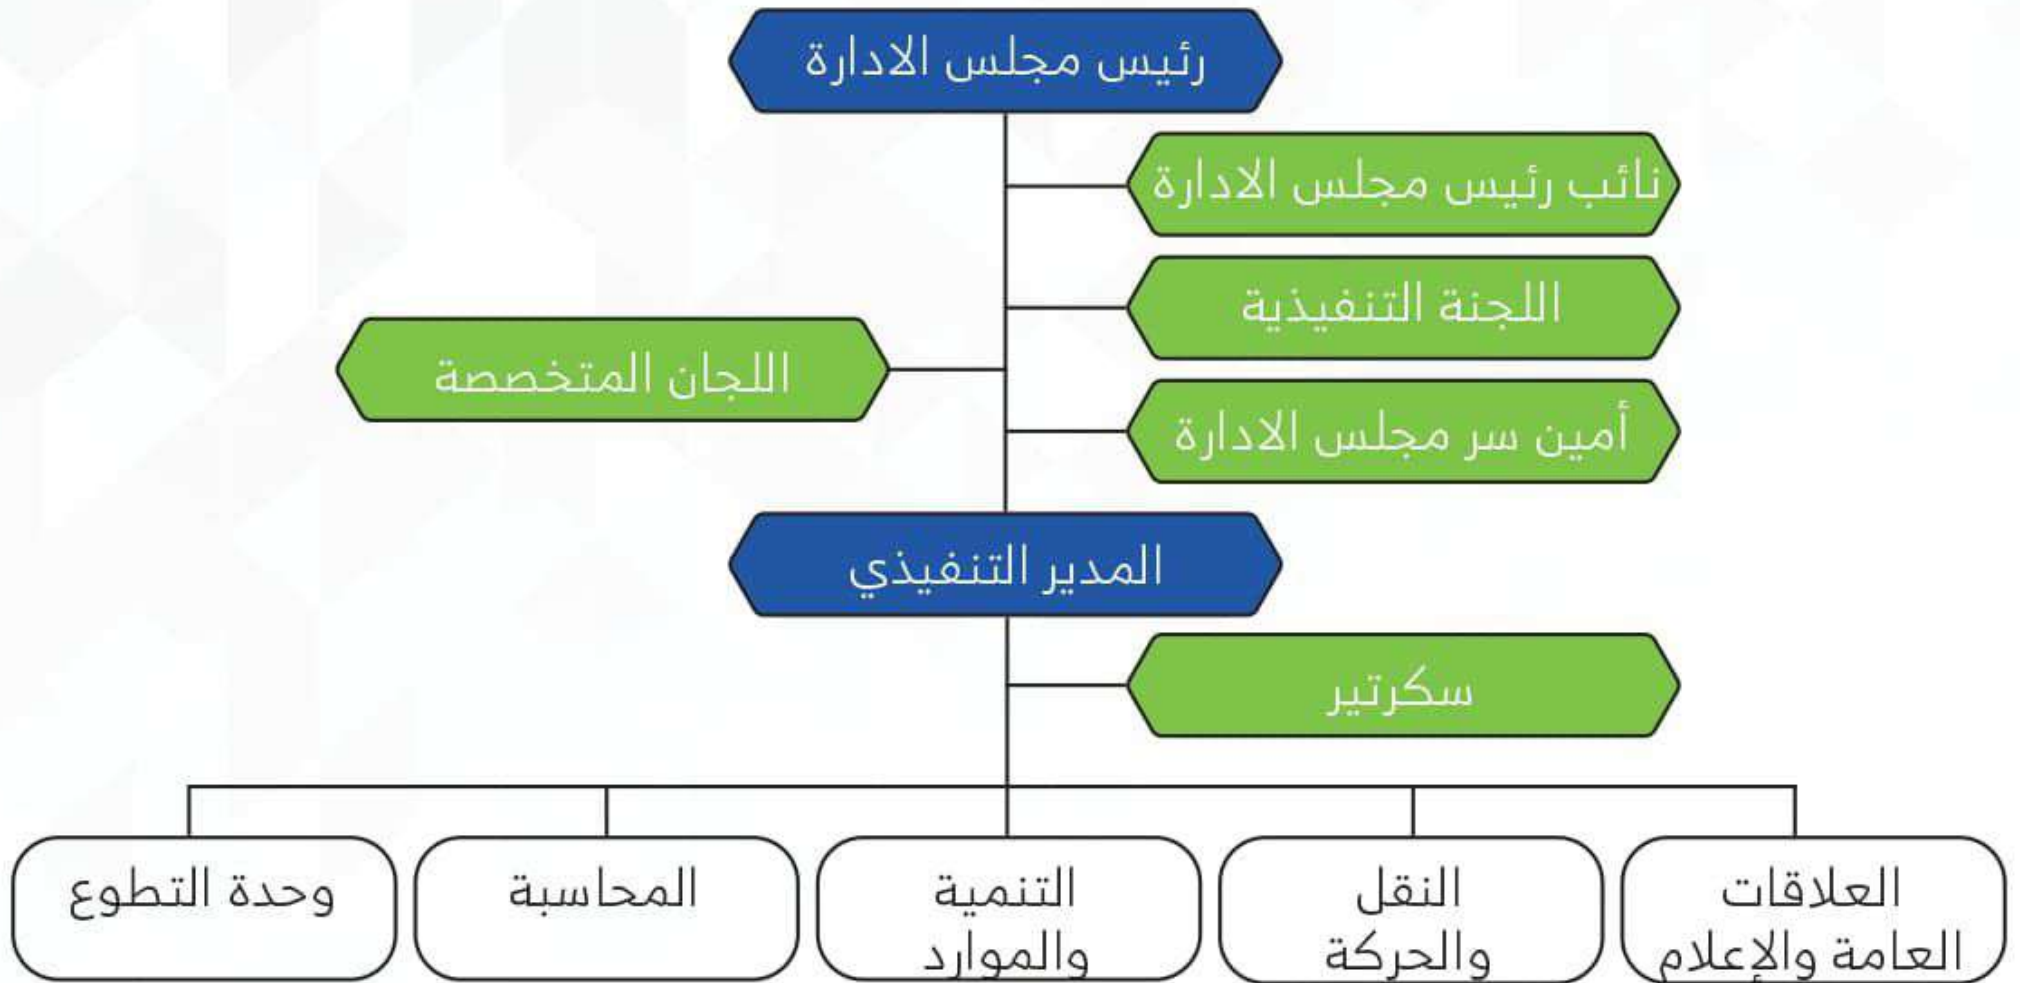 رئيس مجلس الادارة
نائب رئيس مجلس الادارة
اللجنة التنفيذية
اللجان المتخصصة
أمين سر مجلس الادارة
المدير التنفيذي
سكرتير
العلاقات
العامة والإعلام
النقل
والحركة
التنمية
والموارد
المحاسبة
وحدة التطوع